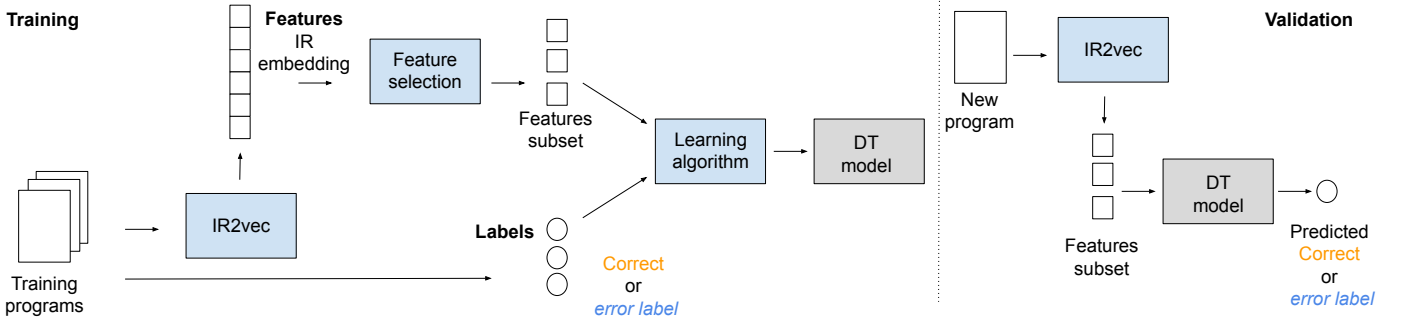 Training
Features
IR
embedding
Feature
selection
Features
subset
Learning
algorithm
DT
model
IR2vec
Training
programs
Labels
Correct
or
error label
Validation
New
program
IR2vec
Features
subset
DT
model
Predicted
Correct
or
error label